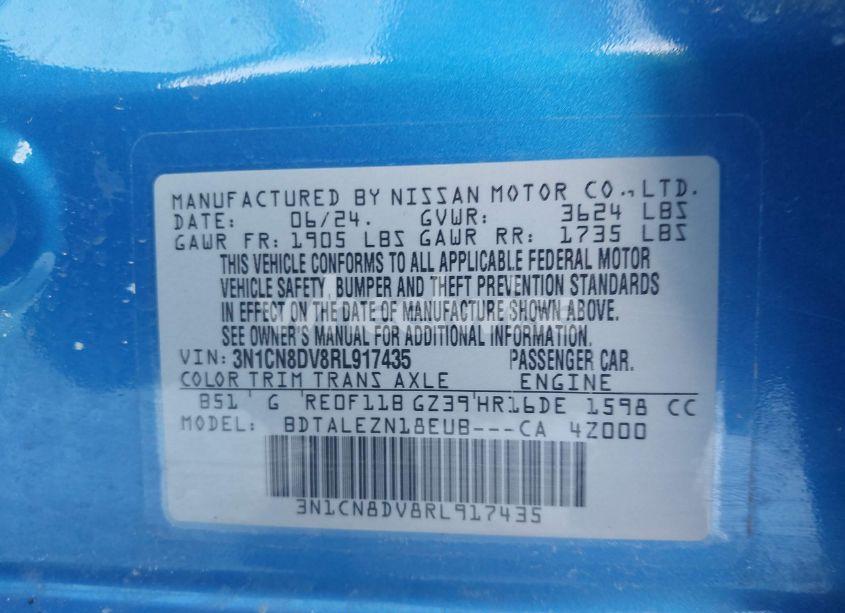 MANUFACTURED BY NISSAN MOTOR CO., LTD.
DATE: 06/24. GVWR: 3624 LBS
GAWR FR: 1905 LBS GAWR RR: 1735 LBS
THIS VEHICLE CONFORMS TO ALL APPLICABLE FEDERAL MOTOR
VEHICLE SAFETY, BUMPER AND THEFT PREVENTION STANDARDS
IN EFFECT ON THE DATE OF MANUFACTURE SHOWN ABOVE.
SEE OWNER'S MANUAL FOR ADDITIONAL INFORMATION.
VIN: 3N1CN8DV8RL917435 PASSENGER CAR.
COLOR TRIM TRANS AXLE ENGINE
B51 G RE0F11B GZ39 HR16DE 1598 CC
MODEL: BDTALEZN18EUB---CA 4Z000
3N1CN8DV8RL917435